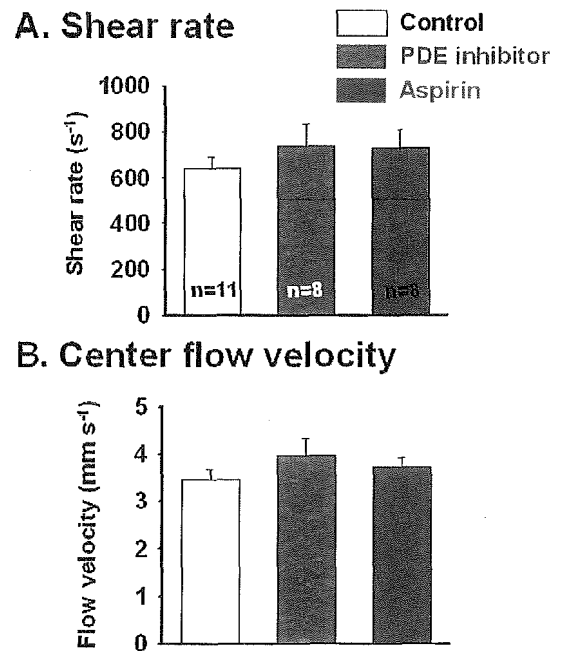 A. Shear rate
Control
PDE inhibitor
Aspirin
Shear rate (s⁻¹)
1000
800
600
400
200
0
n=11
n=8
n=8
B. Center flow velocity
Flow velocity (mm s⁻¹)
5
4
3
2
1
0